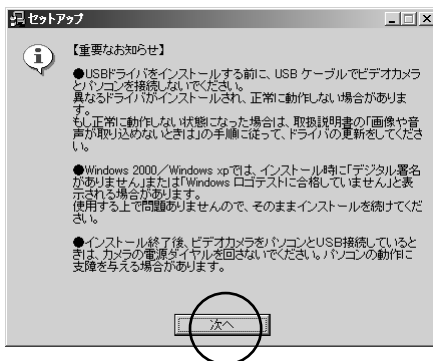 セットアップ
【重要なお知らせ】
●USBドライバをインストールする前に、USB ケーブルでビデオカメラ
とパソコンを接続しないでください。
異なるドライバがインストールされ、正常に動作しない場合がありま
す。
もし正常に動作しない状態になった場合は、取扱説明書の「画像や音
声が取り込めないときは」の手順に従って、ドライバの更新をしてくださ
い。
●Windows 2000／Windows xpでは、インストール時に「デジタル署名
がありません」または「Windows ロゴテストに合格していません」と表
示される場合があります。
使用する上で問題ありませんので、そのままインストールを続けてくだ
さい。
●インストール終了後、ビデオカメラをパソコンとUSB接続していると
きは、カメラの電源ダイヤルを回さないでください。パソコンの動作に
支障を与える場合があります。
次へ